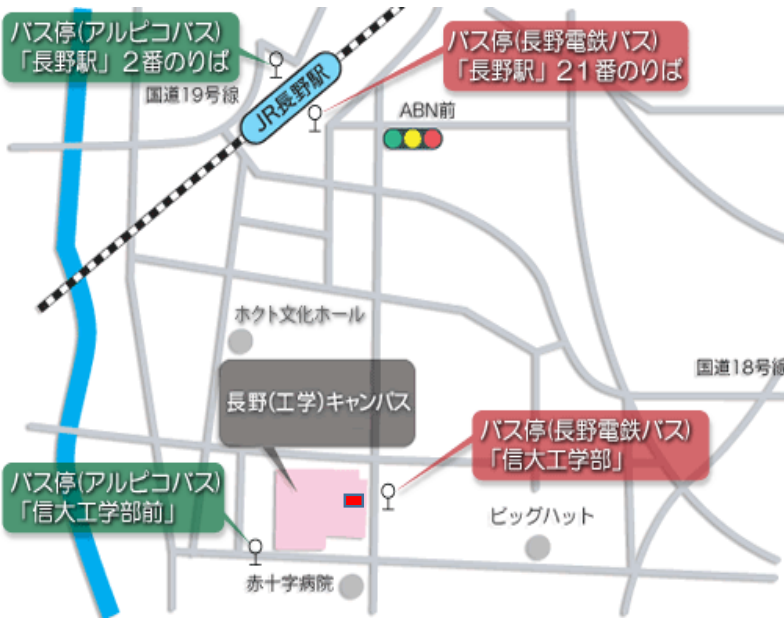 バス停(アルピコバス)
「長野駅」２番のりば
バス停(長野電鉄バス)
「長野駅」２１番のりば
国道19号線
JR長野駅
ABN前
ホクト文化ホール
国道18号線
長野(工学)キャンパス
バス停(長野電鉄バス)
「信大工学部」
バス停(アルピコバス)
「信大工学部前」
ビッグハット
赤十字病院